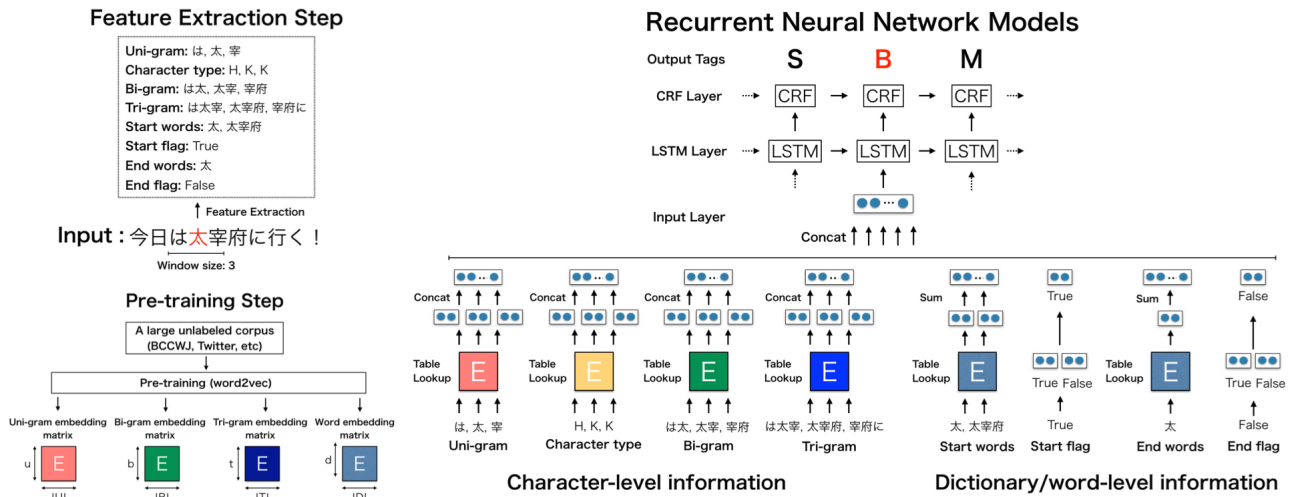 Feature Extraction Step
Uni-gram: は, 太, 宰
Character type: H, K, K
Bi-gram: は太, 太宰, 宰府
Tri-gram: は太宰, 太宰府, 宰府に
Start words: 太, 太宰府
Start flag: True
End words: 太
End flag: False
Feature Extraction
Input : 今日は太宰府に行く！
Window size: 3
Pre-training Step
A large unlabeled corpus
(BCCWJ, Twitter, etc)
Pre-training (word2vec)
Uni-gram embedding
matrix
Bi-gram embedding
matrix
Tri-gram embedding
matrix
Word embedding
matrix
u E
b E
t E
d E
|U| |B| |T| |D|
Recurrent Neural Network Models
Output Tags S B M
CRF Layer CRF CRF CRF
LSTM Layer LSTM LSTM LSTM
Input Layer
Concat
Concat Concat Concat Concat Sum True Sum False
Table
Lookup
E
Table
Lookup
E
Table
Lookup
E
Table
Lookup
E
Table
Lookup
E
True False
Table
Lookup
E
True False
は, 太, 宰
Uni-gram
H, K, K
Character type
は太, 太宰, 宰府
Bi-gram
は太宰, 太宰府, 宰府に
Tri-gram
太, 太宰府
Start words
True
Start flag
太
End words
False
End flag
Character-level information
Dictionary/word-level information